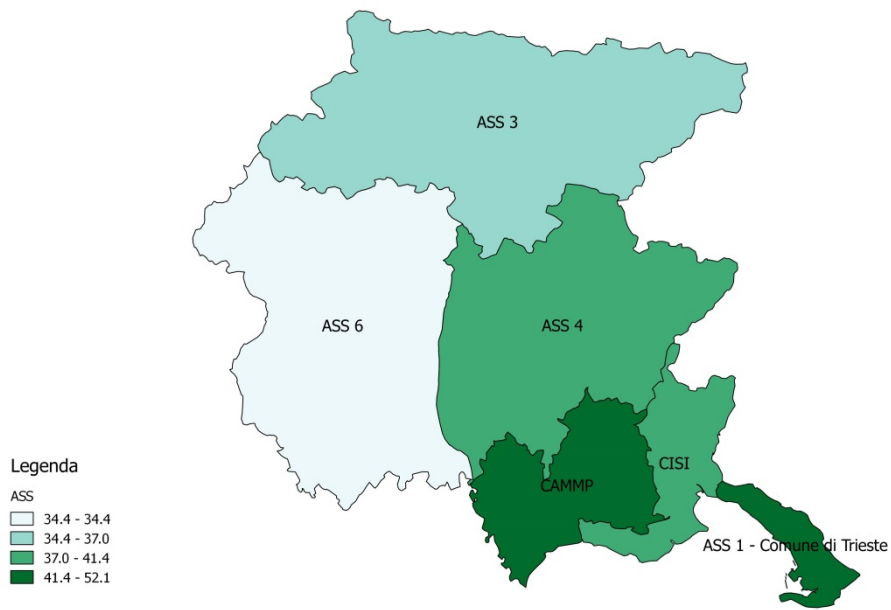 ASS 3
ASS 6
ASS 4
CISI
CAMMP
ASS 1 - Comune di Trieste
Legenda
ASS
34.4 - 34.4
34.4 - 37.0
37.0 - 41.4
41.4 - 52.1